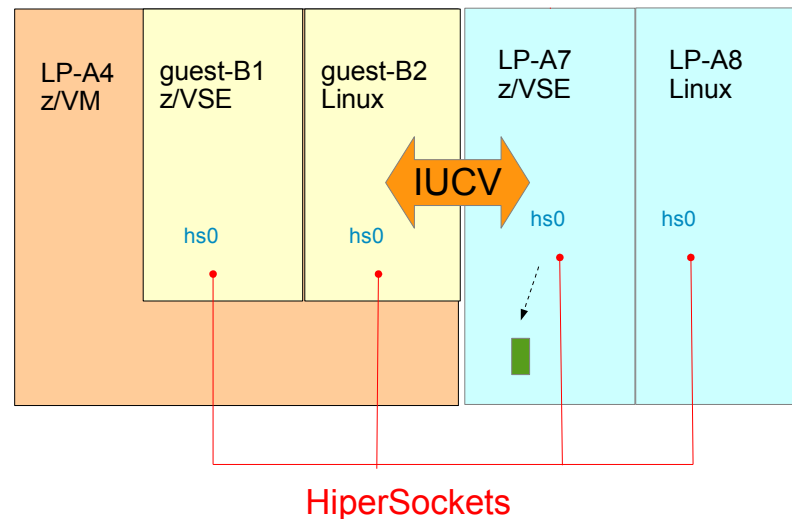 LP-A4
z/VM
guest-B1
z/VSE
guest-B2
Linux
LP-A7
z/VSE
LP-A8
Linux
IUCV
hs0
hs0
hs0
hs0
HiperSockets